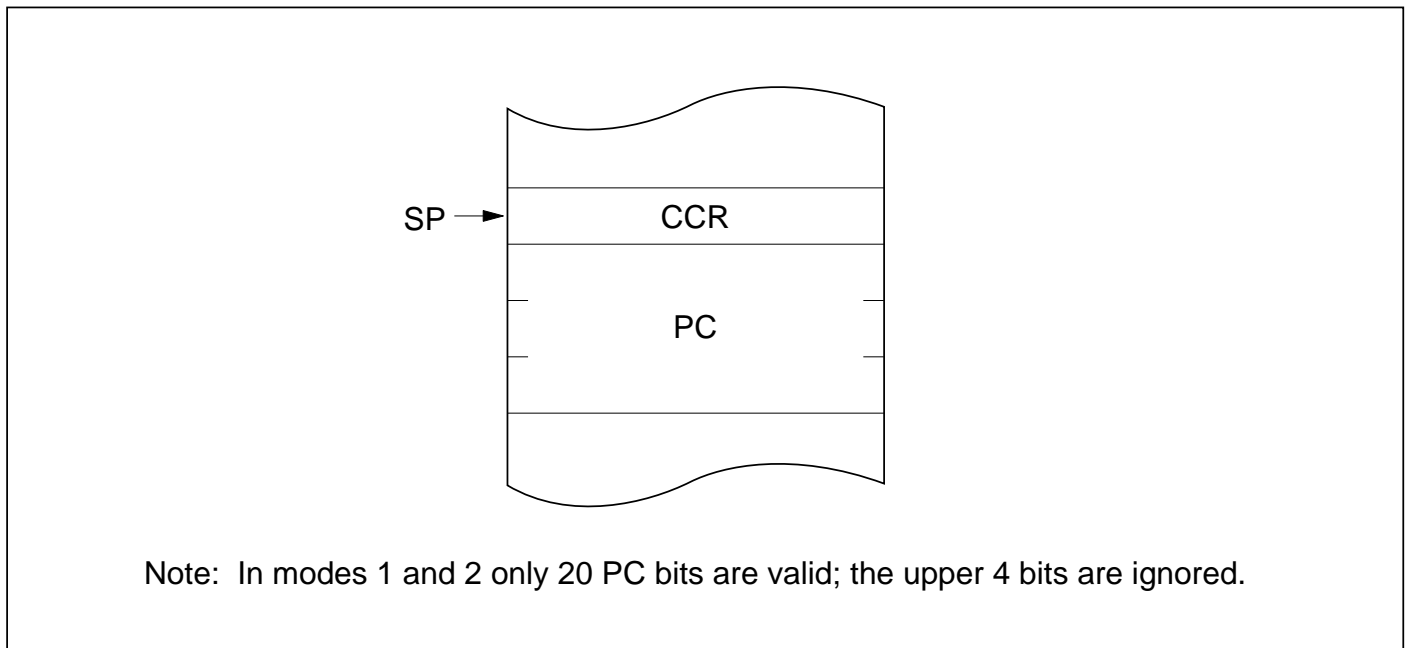 SP CCR
PC
Note: In modes 1 and 2 only 20 PC bits are valid; the upper 4 bits are ignored.